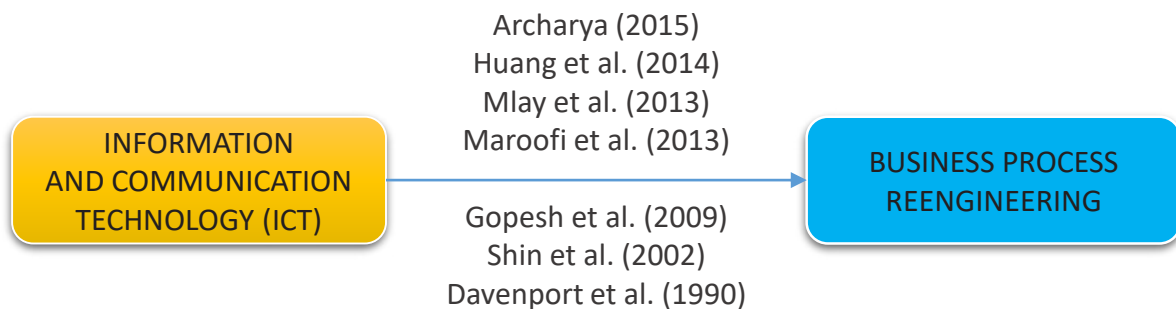 Archarya (2015)
Huang et al. (2014)
Mlay et al. (2013)
Maroofi et al. (2013)
INFORMATION
AND COMMUNICATION
TECHNOLOGY (ICT)
BUSINESS PROCESS
REENGINEERING
Gopesh et al. (2009)
Shin et al. (2002)
Davenport et al. (1990)